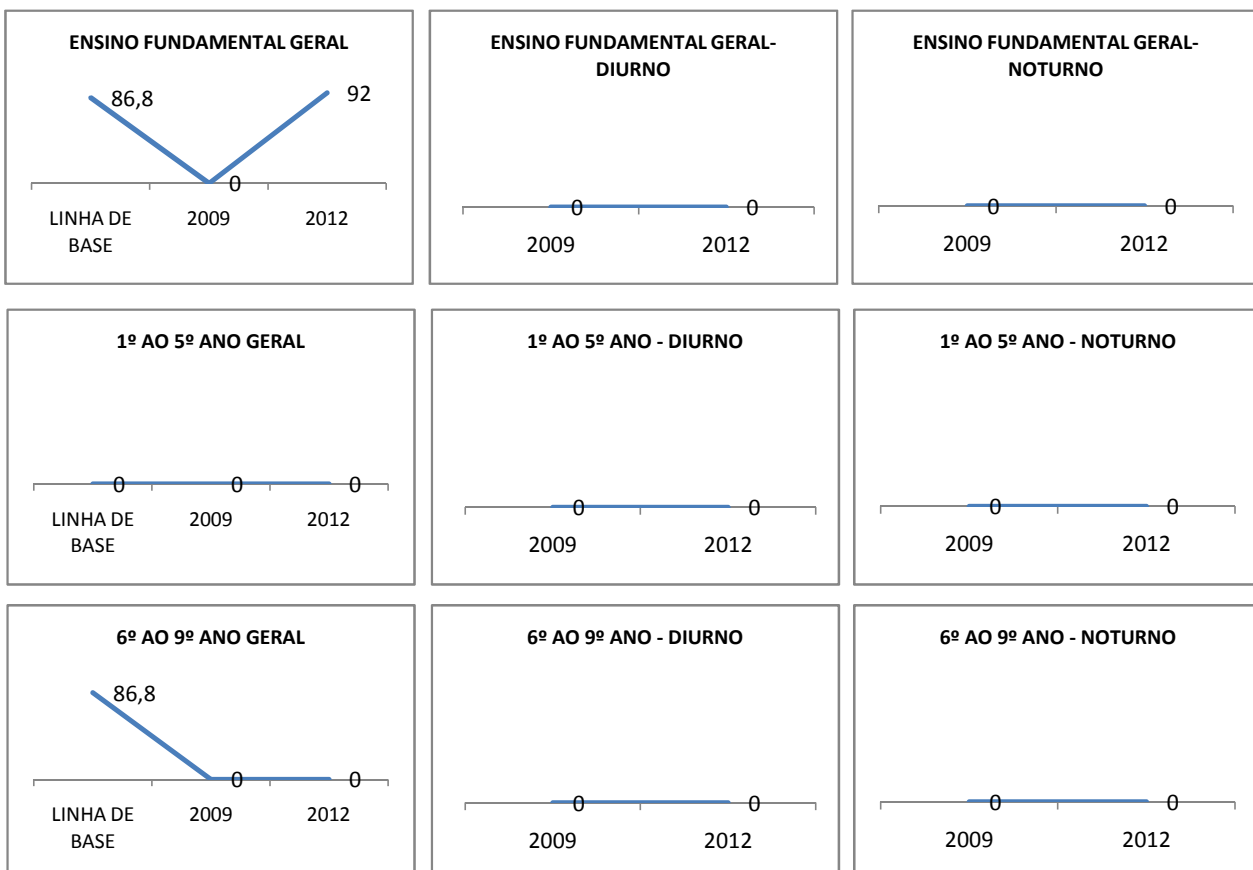 ENSINO FUNDAMENTAL GERAL
86,8
92
0
LINHA DE
BASE
2009
2012
ENSINO FUNDAMENTAL GERAL-
DIURNO
0
0
2009
2012
ENSINO FUNDAMENTAL GERAL-
NOTURNO
0
0
2009
2012
1º AO 5º ANO GERAL
0
0
0
LINHA DE
BASE
2009
2012
1º AO 5º ANO - DIURNO
0
0
2009
2012
1º AO 5º ANO - NOTURNO
0
0
2009
2012
6º AO 9º ANO GERAL
86,8
0
0
LINHA DE
BASE
2009
2012
6º AO 9º ANO - DIURNO
0
0
2009
2012
6º AO 9º ANO - NOTURNO
0
0
2009
2012